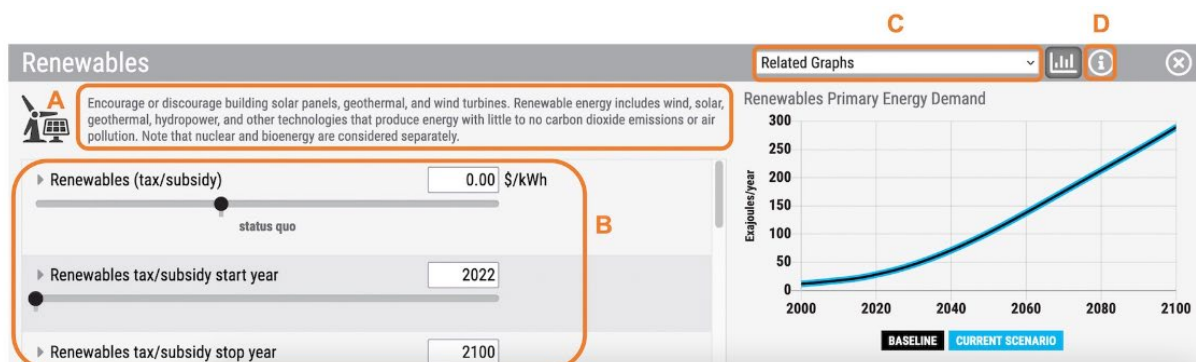 C
D
Renewables
Related Graphs
A
Encourage or discourage building solar panels, geothermal, and wind turbines. Renewable energy includes wind, solar,
geothermal, hydropower, and other technologies that produce energy with little to no carbon dioxide emissions or air
pollution. Note that nuclear and bioenergy are considered separately.
Renewables (tax/subsidy)
0.00 $/kWh
status quo
B
Renewables tax/subsidy start year
2022
Renewables tax/subsidy stop year
2100
Renewables Primary Energy Demand
Exajoules/year
300
250
200
150
100
50
0
2000 2020 2040 2060 2080 2100
BASELINE CURRENT SCENARIO